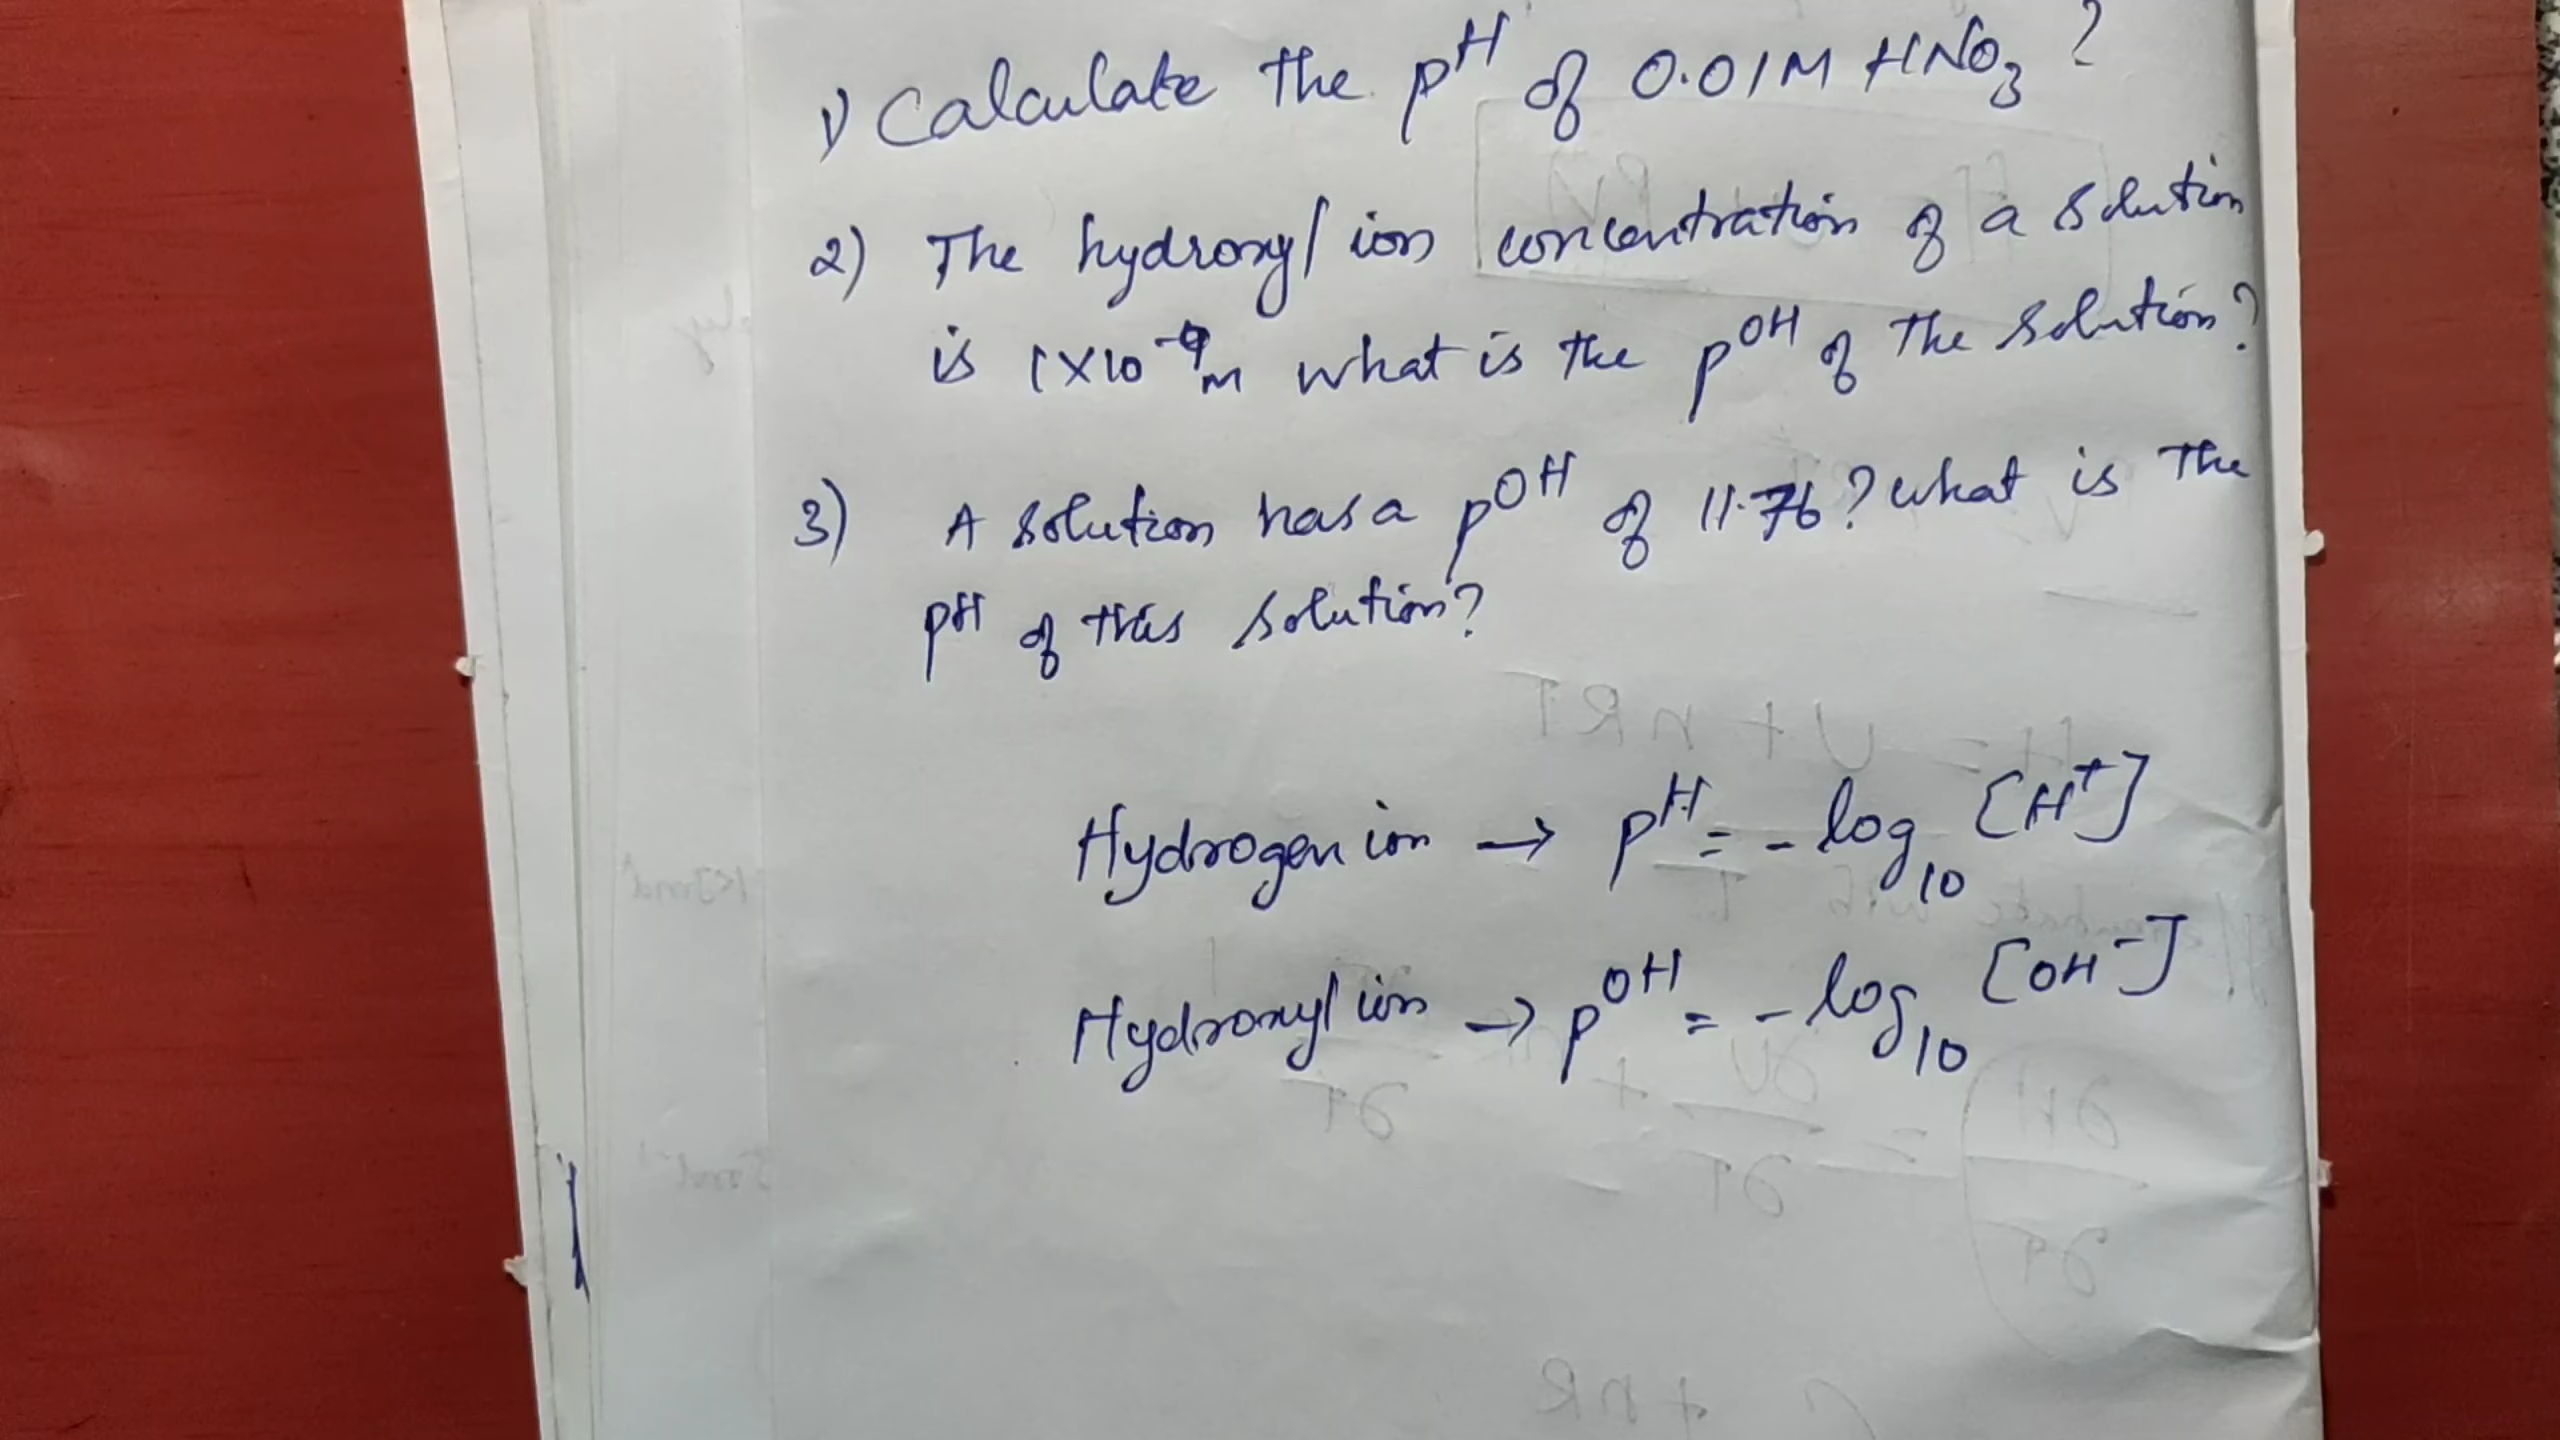 1) Calculate the pᴴ of 0.01M HNO₃?
2) The hydroxyl ion concentration of a solution
is 1×10⁻⁹M what is the pᴼᴴ of the solution?
3) A solution has a pᴼᴴ of 11.76? what is the
pH of this solution?
H = U + nRT
Hydrogen ion → pᴴ = - log₁₀ [H⁺]
Hydroxyl ion → pᴼᴴ = - log₁₀ [OH⁻]
+ nR